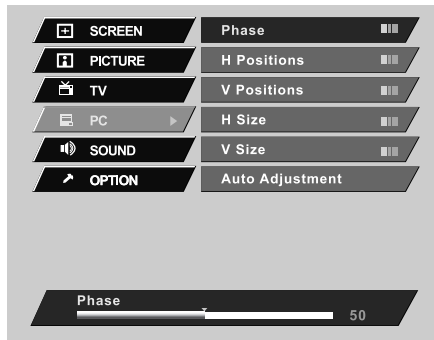 SCREEN
PICTURE
TV
PC
SOUND
OPTION
Phase
H Positions
V Positions
H Size
V Size
Auto Adjustment
Phase
50